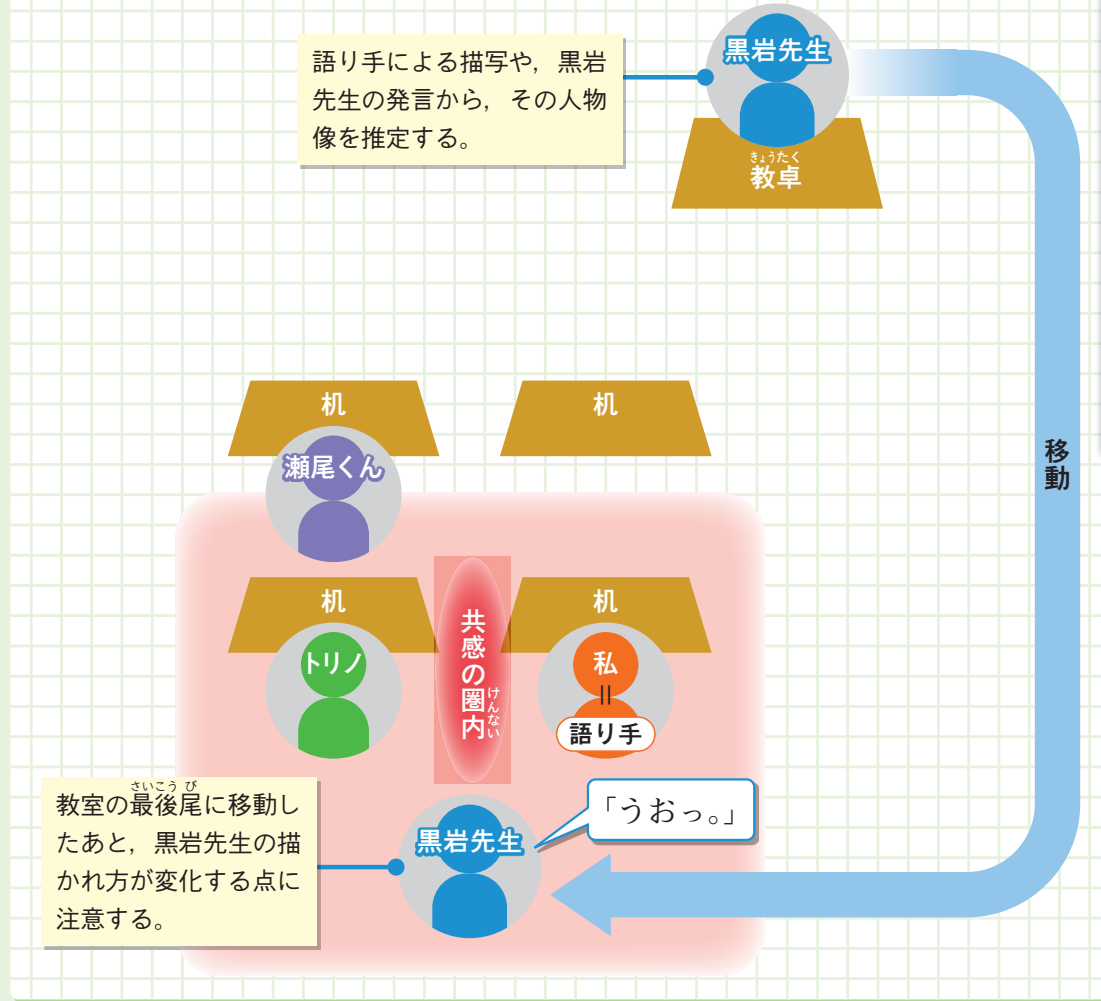 語り手による描写や，黒岩
先生の発言から，その人物
像を推定する。
黒岩先生
きょうたく
教卓
移動
机
机
瀬尾くん
机
机
トリノ
共感の圏内
けんない
私
＝
語り手
さいこうび
教室の最後尾に移動し
たあと，黒岩先生の描
かれ方が変化する点に
注意する。
黒岩先生
「うおっ。」